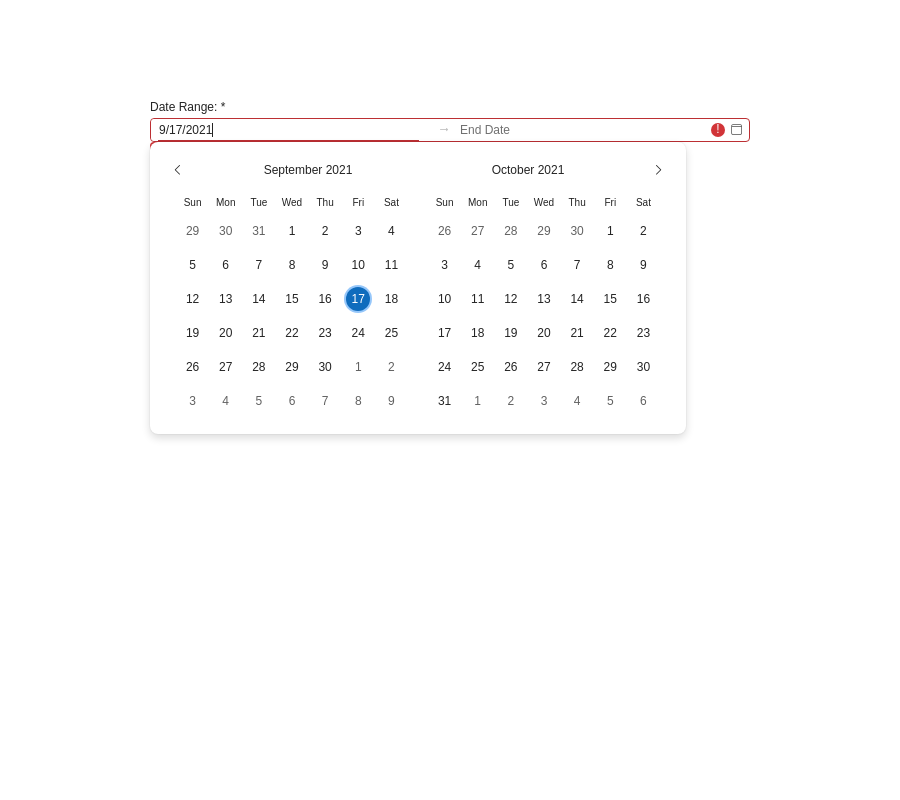 Date Range: *
9/17/2021 → End Date !
September 2021 October 2021
Sun Mon Tue Wed Thu Fri Sat Sun Mon Tue Wed Thu Fri Sat
29 30 31 1 2 3 4 26 27 28 29 30 1 2
5 6 7 8 9 10 11 3 4 5 6 7 8 9
12 13 14 15 16 17 18 10 11 12 13 14 15 16
19 20 21 22 23 24 25 17 18 19 20 21 22 23
26 27 28 29 30 1 2 24 25 26 27 28 29 30
3 4 5 6 7 8 9 31 1 2 3 4 5 6